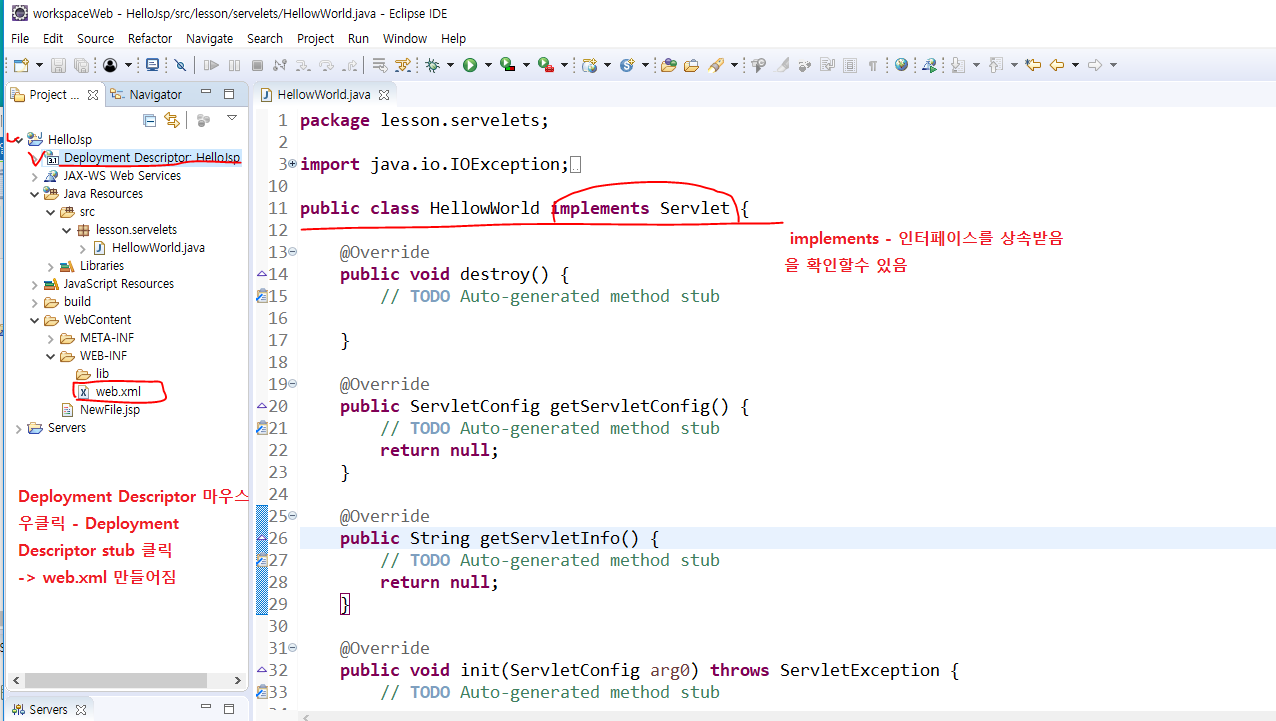 workspaceWeb - HelloJsp/src/lesson/servelets/HellowWorld.java - Eclipse IDE
File Edit Source Refactor Navigate Search Project Run Window Help
Project ... Navigator
HelloJsp
Deployment Descriptor: HelloJsp
3.1
JAX-WS Web Services
Java Resources
src
lesson.servelets
HellowWorld.java
Libraries
JavaScript Resources
build
WebContent
META-INF
WEB-INF
lib
web.xml
NewFile.jsp
Servers
Deployment Descriptor 마우스
우클릭 - Deployment
Descriptor stub 클릭
-> web.xml 만들어짐
Servers
HellowWorld.java
1 package lesson.servelets;
2
3 import java.io.IOException;
10
11 public class HellowWorld implements Servlet {
12
13 @Override
14 public void destroy() {
15 // TODO Auto-generated method stub
16
17 }
18
19 @Override
20 public ServletConfig getServletConfig() {
21 // TODO Auto-generated method stub
22 return null;
23 }
24
25 @Override
26 public String getServletInfo() {
27 // TODO Auto-generated method stub
28 return null;
29 }
30
31 @Override
32 public void init(ServletConfig arg0) throws ServletException {
33 // TODO Auto-generated method stub
implements - 인터페이스를 상속받음
을 확인할수 있음